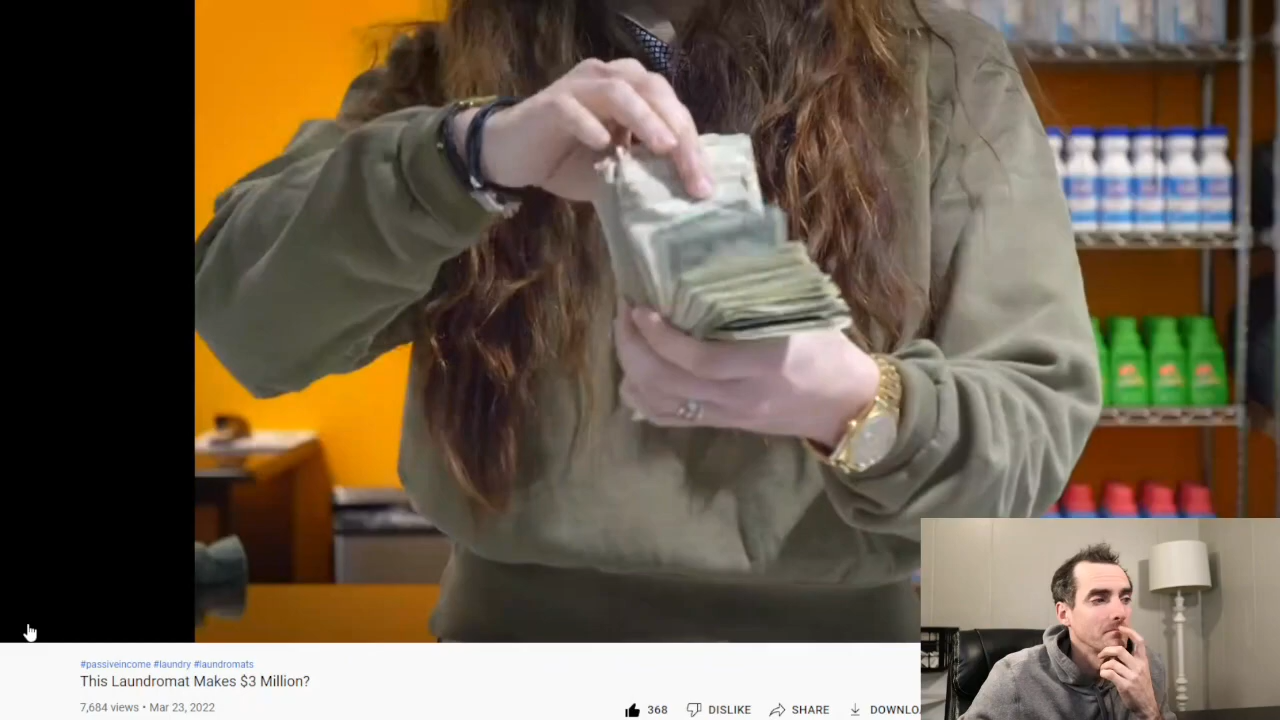 #passiveincome #laundry #laundromats
This Laundromat Makes $3 Million?
7,684 views • Mar 23, 2022
368 DISLIKE SHARE DOWNLO